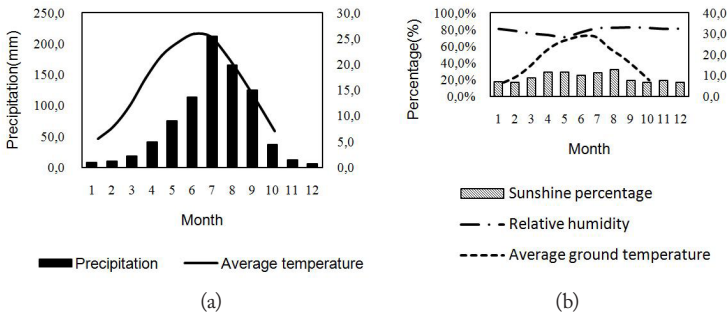 250,0 30,0
200,0 25,0
150,0 20,0
100,0 15,0
50,0 10,0
0,0 5,0
0,0
Precipitation(mm)
1 2 3 4 5 6 7 8 9 10 11 12
Month
Precipitation Average temperature
(a)
100,0% 40,0
80,0% 30,0
60,0% 20,0
40,0% 10,0
20,0% 0,0
0,0%
Percentage(%)
1 2 3 4 5 6 7 8 9 10 11 12
Month
Sunshine percentage
Relative humidity
Average ground temperature
(b)